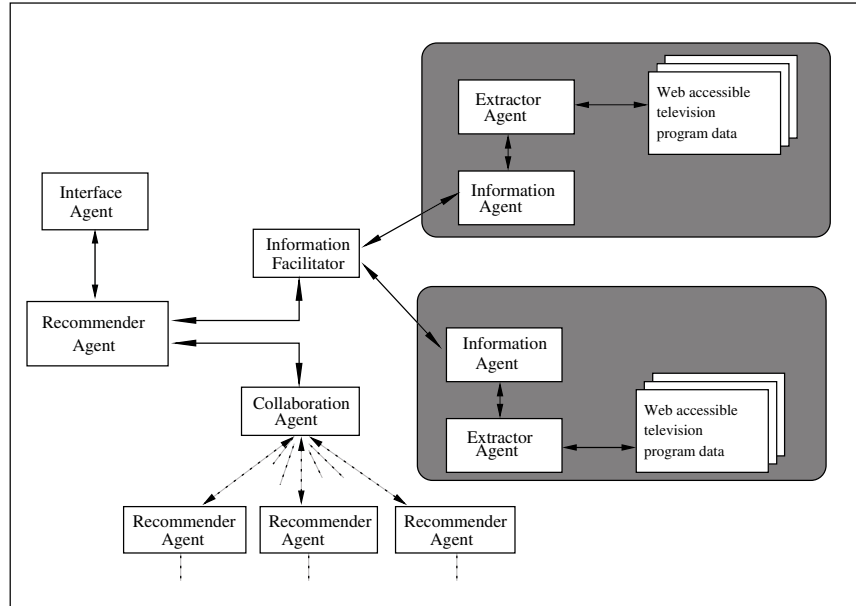 Extractor
Agent
Web accessible
television
program data
Information
Agent
Interface
Agent
Information
Facilitator
Recommender
Agent
Information
Agent
Web accessible
television
program data
Extractor
Agent
Collaboration
Agent
Recommender
Agent
Recommender
Agent
Recommender
Agent